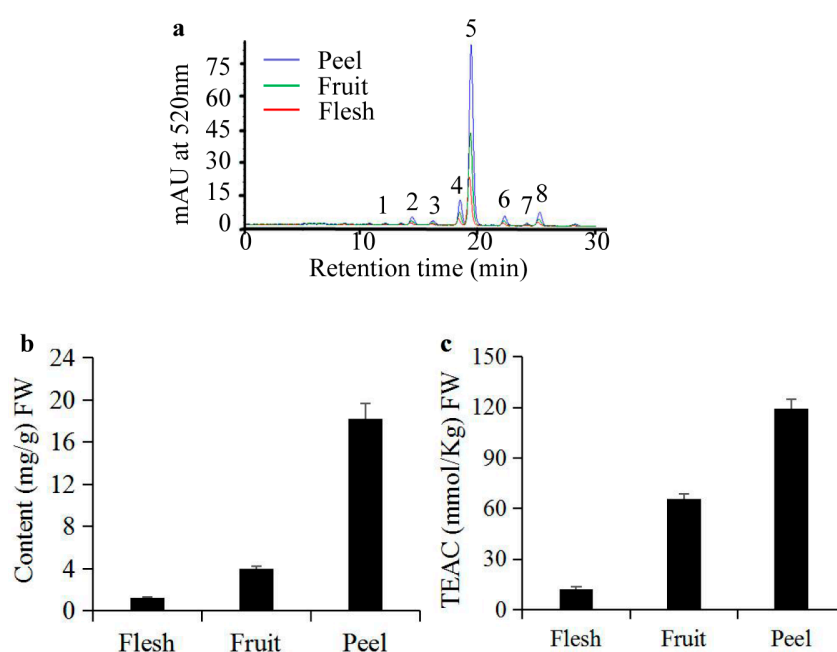 a
5
Peel
Fruit
Flesh
mAU at 520nm
75
60
45
30
15
0
1
2
3
4
6
7
8
0
10
20
30
Retention time (min)
b
Content (mg/g) FW
24
20
16
12
8
4
0
Flesh
Fruit
Peel
c
TEAC (mmol/Kg) FW
150
120
90
60
30
0
Flesh
Fruit
Peel